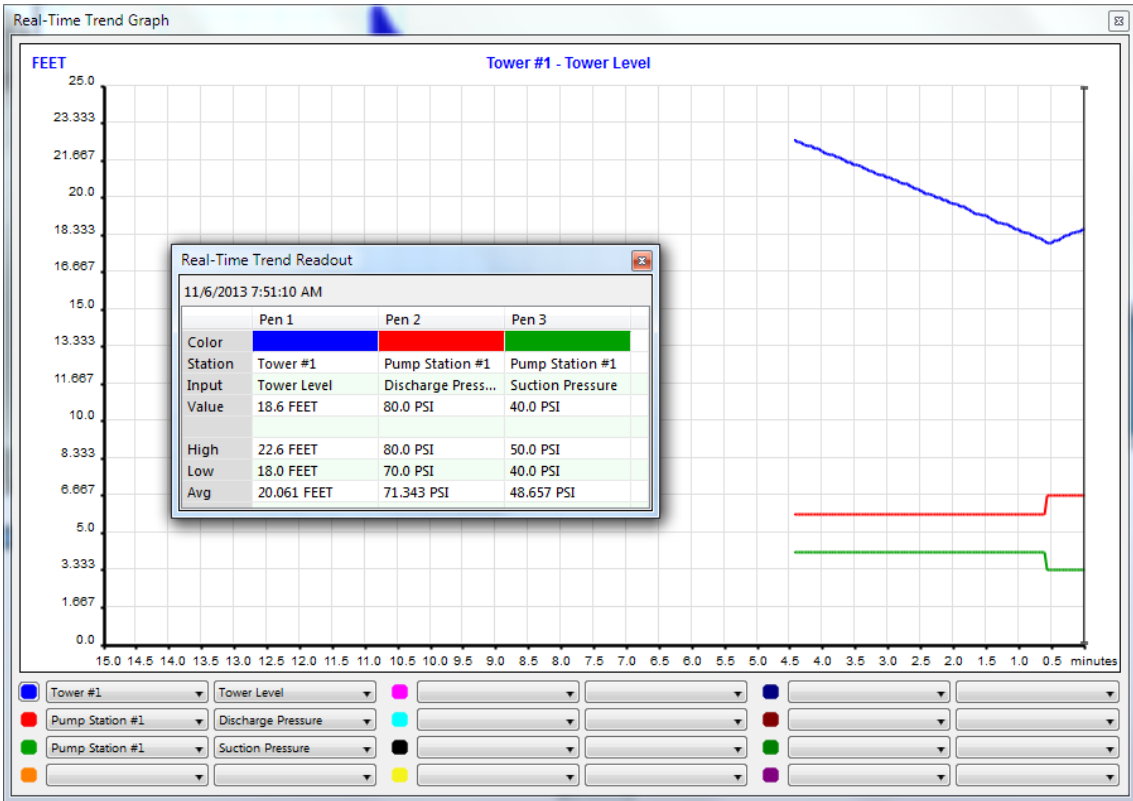 Real-Time Trend Graph
FEET
Tower #1 - Tower Level
25.0
23.333
21.667
20.0
18.333
16.667
15.0
13.333
11.667
10.0
8.333
6.667
5.0
3.333
1.667
0.0
Real-Time Trend Readout
11/6/2013 7:51:10 AM
Pen 1 Pen 2 Pen 3
Color
Station Tower #1 Pump Station #1 Pump Station #1
Input Tower Level Discharge Press... Suction Pressure
Value 18.6 FEET 80.0 PSI 40.0 PSI
High 22.6 FEET 80.0 PSI 50.0 PSI
Low 18.0 FEET 70.0 PSI 40.0 PSI
Avg 20.061 FEET 71.343 PSI 48.657 PSI
15.0 14.5 14.0 13.5 13.0 12.5 12.0 11.5 11.0 10.5 10.0 9.5 9.0 8.5 8.0 7.5 7.0 6.5 6.0 5.5 5.0 4.5 4.0 3.5 3.0 2.5 2.0 1.5 1.0 0.5 minutes
Tower #1 Tower Level
Pump Station #1 Discharge Pressure
Pump Station #1 Suction Pressure